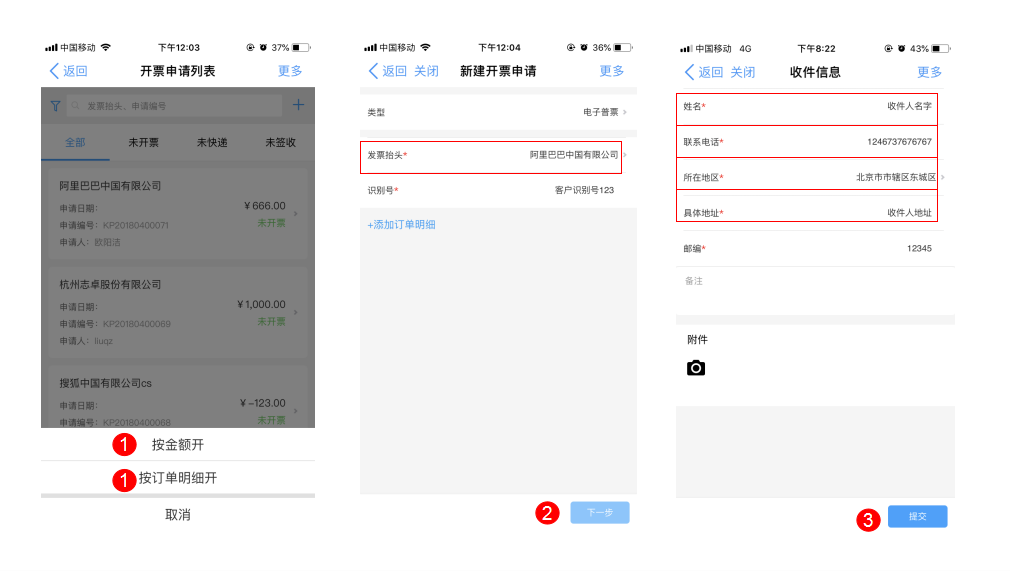 中国移动 下午12:03 37%
返回 开票申请列表 更多
发票抬头、申请编号
全部 未开票 未快递 未签收
阿里巴巴中国有限公司
申请日期:
¥666.00
申请编号: KP20180400071
未开票
申请人: 欧阳洁
杭州志卓股份有限公司
申请日期:
¥1,000.00
申请编号: KP20180400069
未开票
申请人: liuqz
搜狐中国有限公司cs
申请日期:
¥-123.00
申请编号: KP20180400068
未开票
1 按金额开
1 按订单明细开
取消
中国移动 下午12:04 36%
返回 关闭 新建开票申请 更多
类型 电子普票
发票抬头* 阿里巴巴中国有限公司
识别号* 客户识别号123
+添加订单明细
2 下一步
中国移动 4G 下午8:22 43%
返回 关闭 收件信息 更多
姓名* 收件人名字
联系电话* 1246737676767
所在地区* 北京市市辖区东城区
具体地址* 收件人地址
邮编* 12345
备注
附件
3 提交